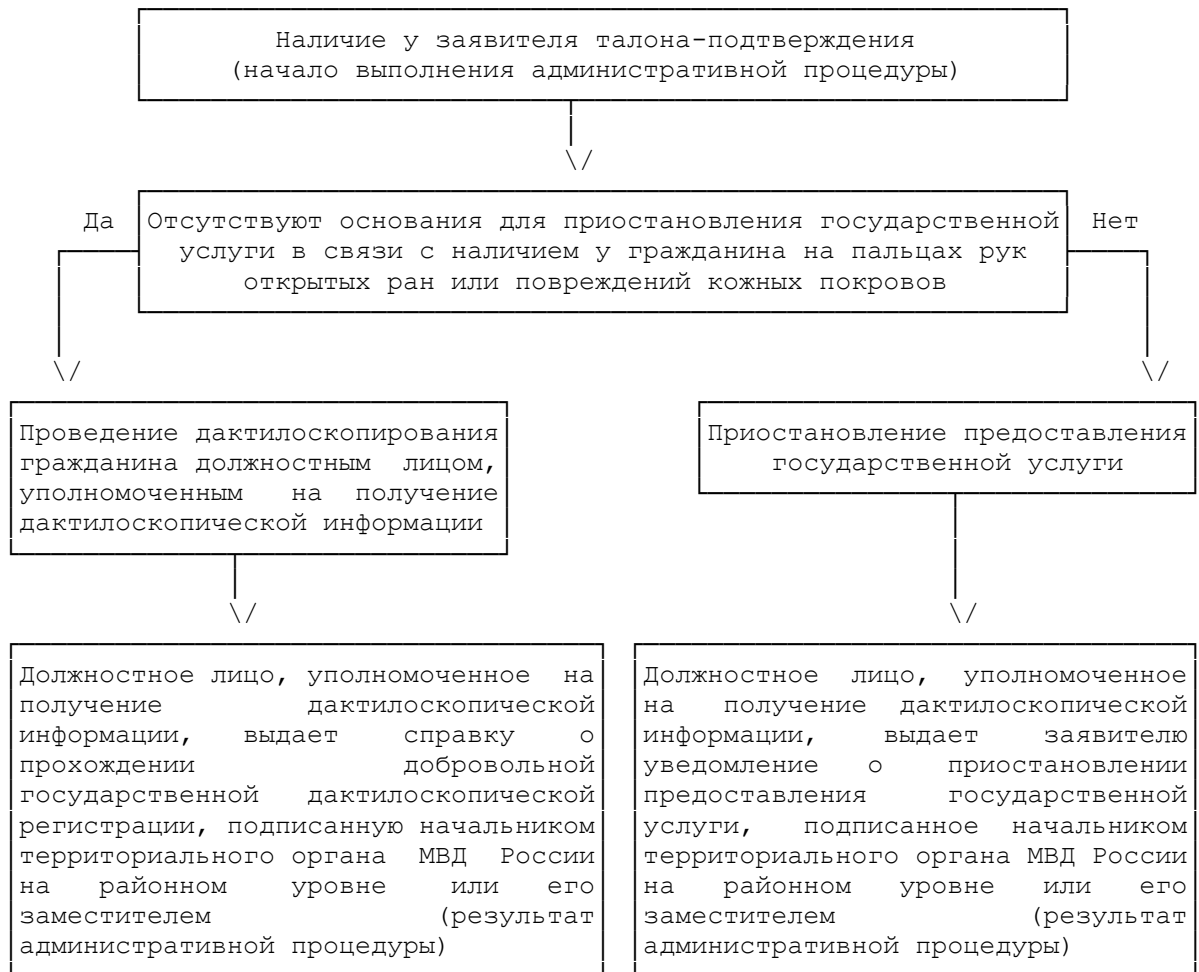 Наличие у заявителя талона-подтверждения
(начало выполнения административной процедуры)
\/
Да
Отсутствуют основания для приостановления государственной
услуги в связи с наличием у гражданина на пальцах рук
открытых ран или повреждений кожных покровов
Нет
\/
\/
Проведение дактилоскопирования
гражданина должностным лицом,
уполномоченным на получение
дактилоскопической информации
Приостановление предоставления
государственной услуги
\/
\/
Должностное лицо, уполномоченное на
получение дактилоскопической
информации, выдает справку о
прохождении добровольной
государственной дактилоскопической
регистрации, подписанную начальником
территориального органа МВД России
на районном уровне или его
заместителем (результат
административной процедуры)
Должностное лицо, уполномоченное
на получение дактилоскопической
информации, выдает заявителю
уведомление о приостановлении
предоставления государственной
услуги, подписанное начальником
территориального органа МВД России
на районном уровне или его
заместителем (результат
административной процедуры)